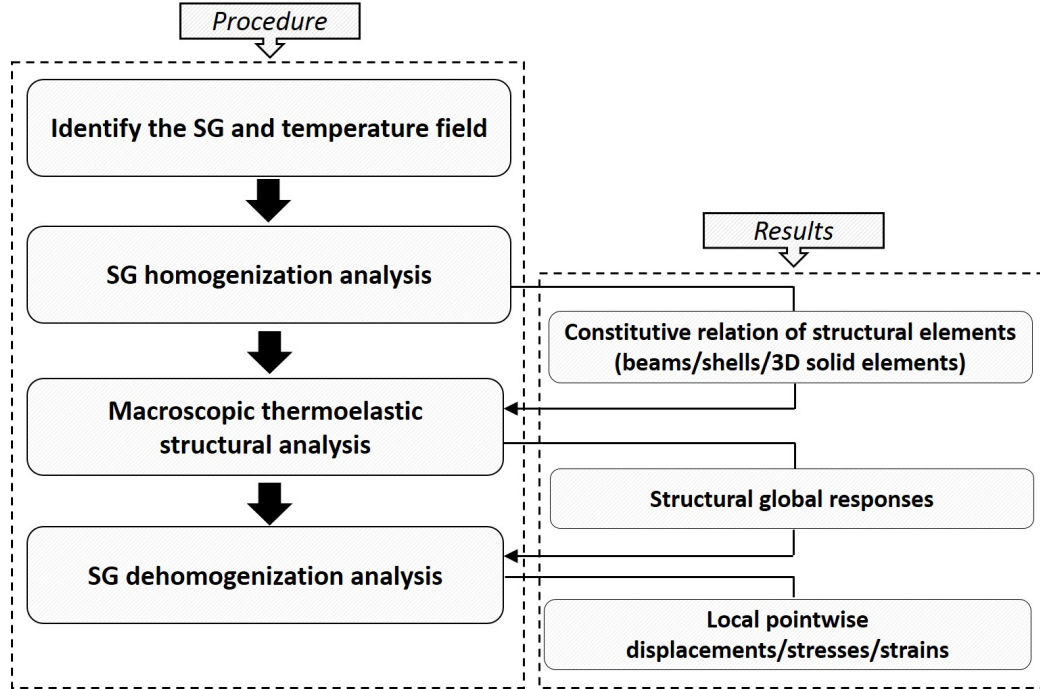 Procedure
Identify the SG and temperature field
SG homogenization analysis
Macroscopic thermoelastic
structural analysis
SG dehomogenization analysis
Results
Constitutive relation of structural elements
(beams/shells/3D solid elements)
Structural global responses
Local pointwise
displacements/stresses/strains